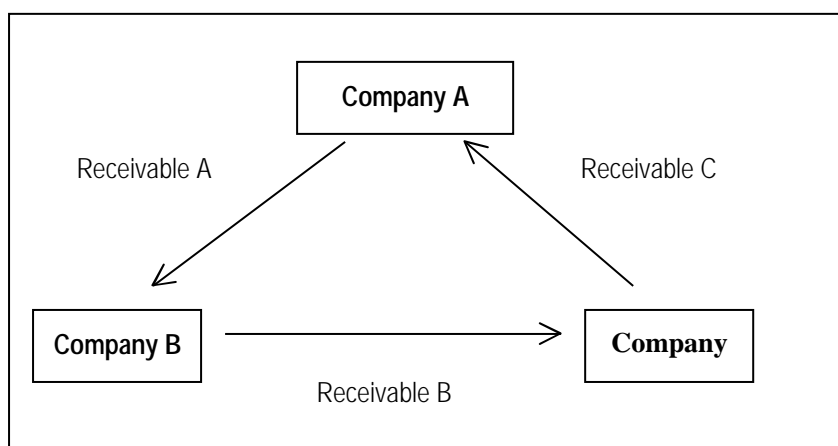 Company A
Receivable A
Receivable C
Company B
Company
Receivable B